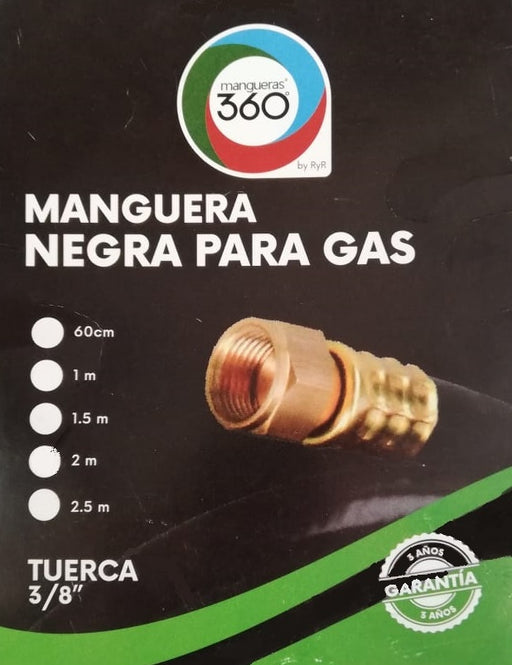 mangueras®
360°
by RyR
MANGUERA
NEGRA PARA GAS
60cm
1 m
1.5 m
2 m
2.5 m
TUERCA
3/8”
3 AÑOS
GARANTÍA
3 AÑOS